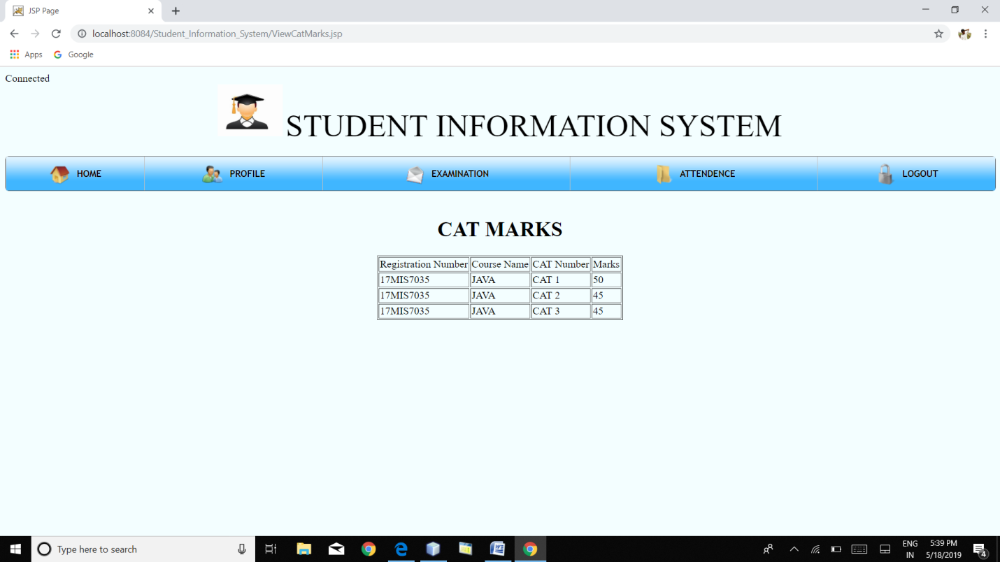 JSP Page
localhost:8084/Student_Information_System/ViewCatMarks.jsp
Apps Google
Connected
STUDENT INFORMATION SYSTEM
HOME PROFILE EXAMINATION ATTENDENCE LOGOUT
CAT MARKS
Registration Number Course Name CAT Number Marks
17MIS7035 JAVA CAT 1 50
17MIS7035 JAVA CAT 2 45
17MIS7035 JAVA CAT 3 45
Type here to search
ENG 5:39 PM
IN 5/18/2019 4